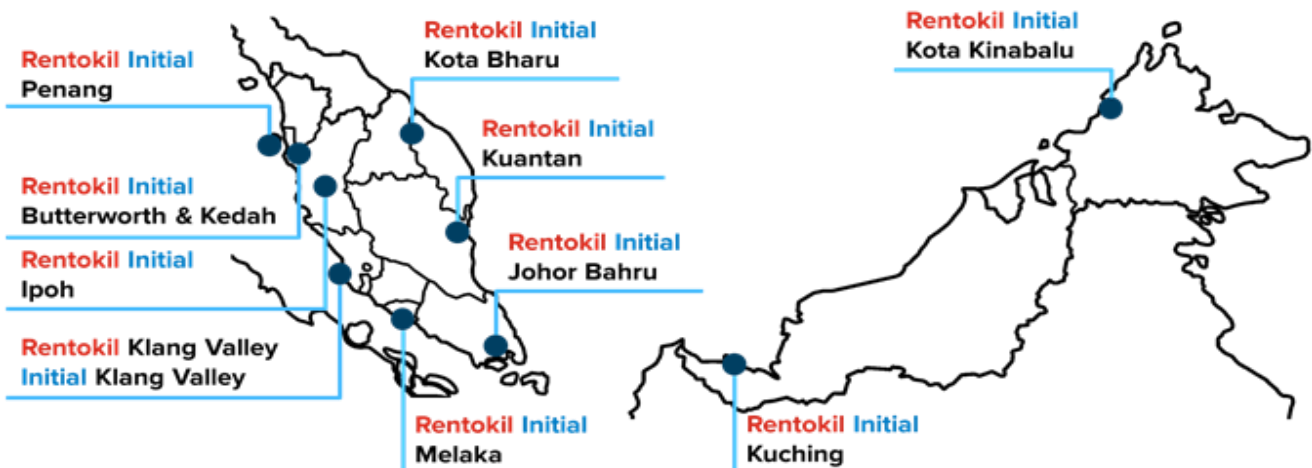 Rentokil Initial
Penang
Rentokil Initial
Butterworth & Kedah
Rentokil Initial
Ipoh
Rentokil Klang Valley
Initial Klang Valley
Rentokil Initial
Kota Bharu
Rentokil Initial
Kuantan
Rentokil Initial
Johor Bahru
Rentokil Initial
Melaka
Rentokil Initial
Kota Kinabalu
Rentokil Initial
Kuching